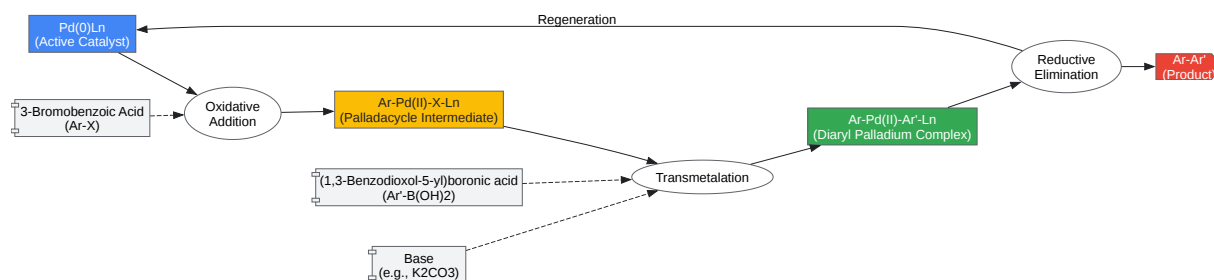 Pd(0)Ln
(Active Catalyst)
Regeneration
Reductive
Elimination
Ar-Ar'
(Product)
3-Bromobenzoic Acid
(Ar-X)
Oxidative
Addition
Ar-Pd(II)-X-Ln
(Palladacycle Intermediate)
Ar-Pd(II)-Ar'-Ln
(Diaryl Palladium Complex)
(1,3-Benzodioxol-5-yl)boronic acid
(Ar'-B(OH)2)
Transmetalation
Base
(e.g., K2CO3)